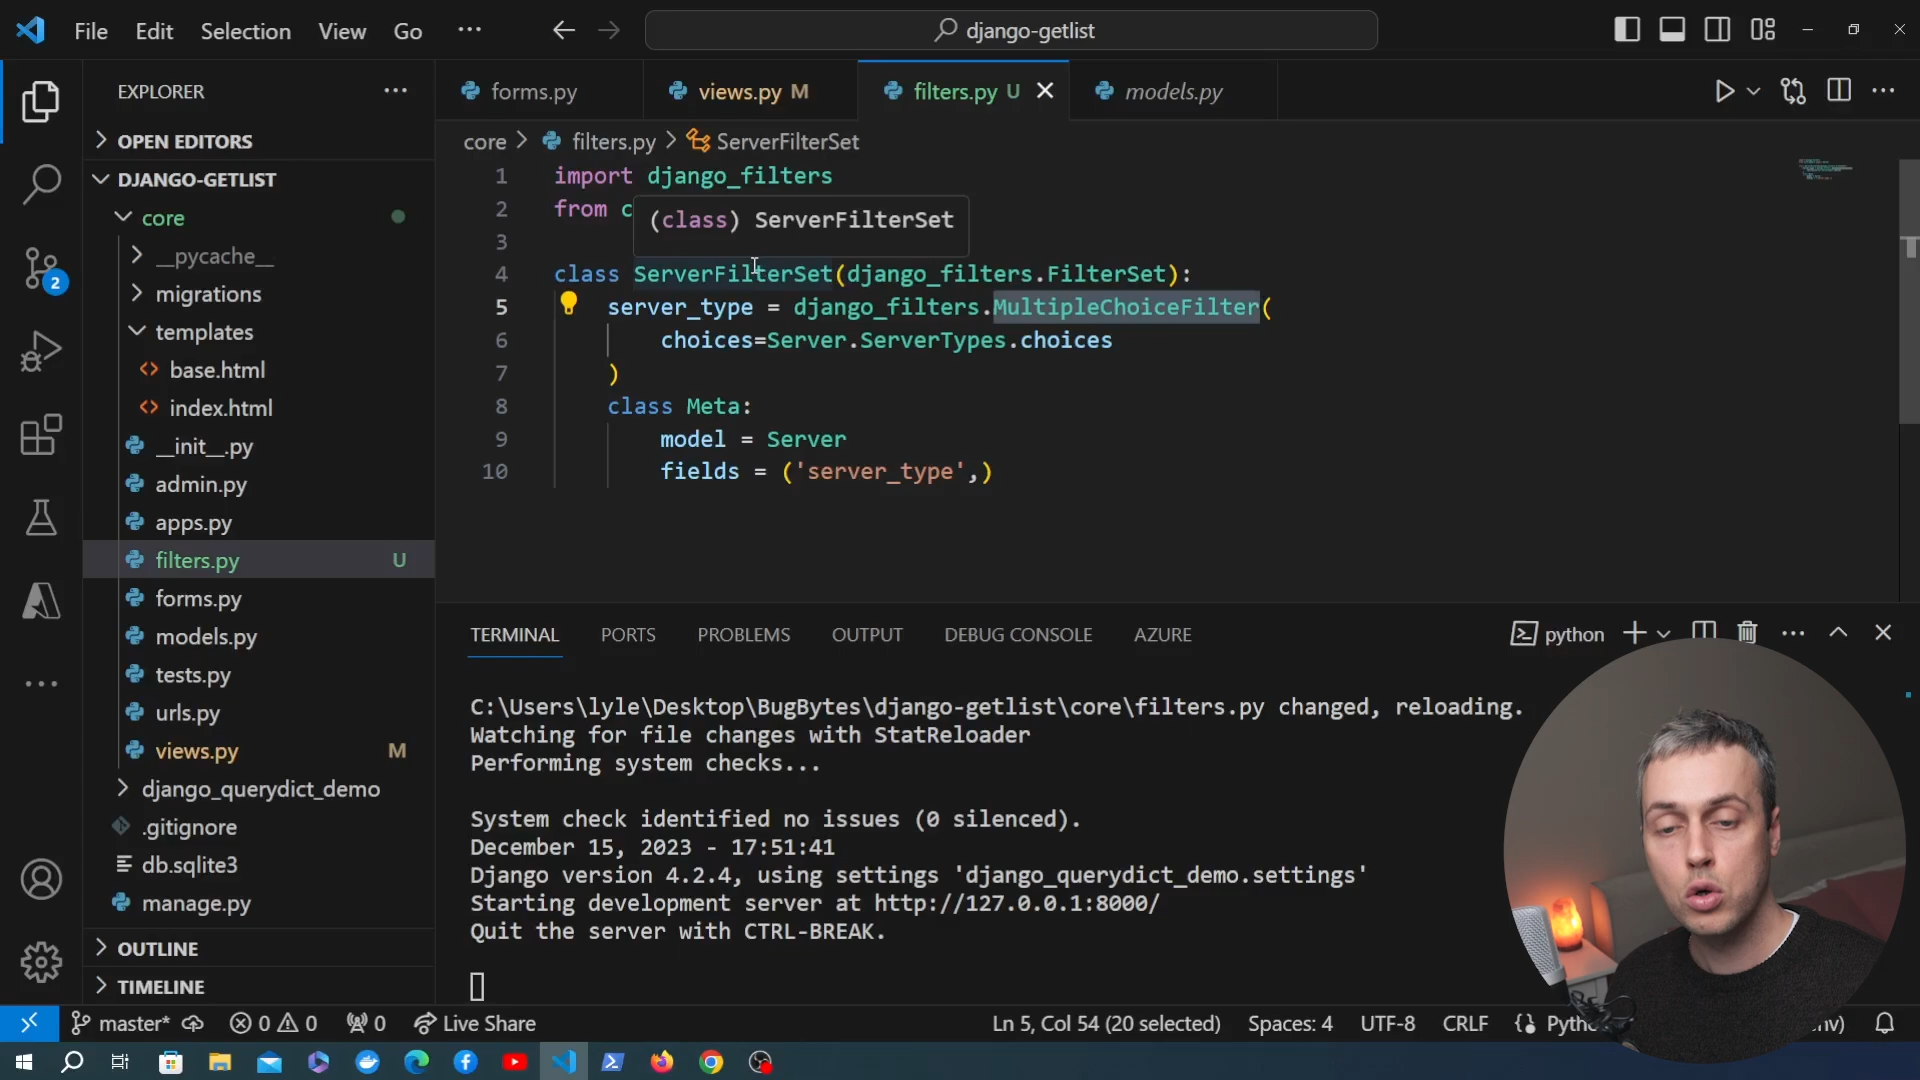 File Edit Selection View Go ··· django-getlist
EXPLORER
OPEN EDITORS
DJANGO-GETLIST
core
__pycache__
migrations
templates
base.html
index.html
__init__.py
admin.py
apps.py
filters.py U
forms.py
models.py
tests.py
urls.py
views.py M
django_querydict_demo
.gitignore
db.sqlite3
manage.py
OUTLINE
TIMELINE
2
forms.py views.py M filters.py U models.py
core > filters.py > ServerFilterSet
1 import django_filters
2 from c
(class) ServerFilterSet
3
4 class ServerFilterSet(django_filters.FilterSet):
5 server_type = django_filters.MultipleChoiceFilter(
6 choices=Server.ServerTypes.choices
7 )
8 class Meta:
9 model = Server
10 fields = ('server_type',)
TERMINAL PORTS PROBLEMS OUTPUT DEBUG CONSOLE AZURE python
C:\Users\lyle\Desktop\BugBytes\django-getlist\core\filters.py changed, reloading.
Watching for file changes with StatReloader
Performing system checks...
System check identified no issues (0 silenced).
December 15, 2023 - 17:51:41
Django version 4.2.4, using settings 'django_querydict_demo.settings'
Starting development server at http://127.0.0.1:8000/
Quit the server with CTRL-BREAK.
master* 0 0 0 Live Share Ln 5, Col 54 (20 selected) Spaces: 4 UTF-8 CRLF